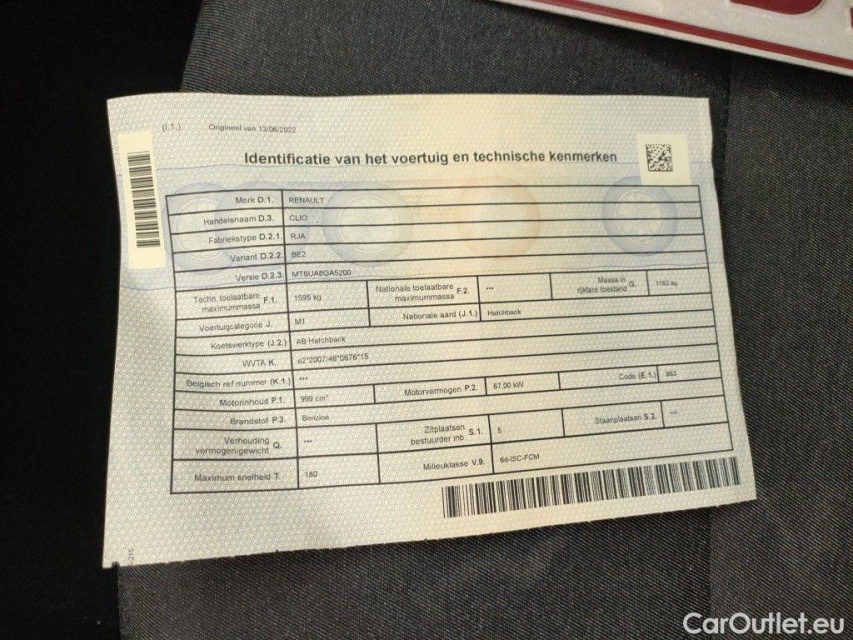 (I.1.) Origineel van 13/06/2022
Identificatie van het voertuig en technische kenmerken
Merk D.1. RENAULT
Handelsnaam D.3. CLIO
Fabriekstype D.2.1. RJA
Variant D.2.2. BE2
Versie D.2.3. MT6UA8GA5200
Techn. toelaatbare maximummassa F.1. 1595 kg Nationale toelaatbare maximummassa F.2. --- Massa in rijklare toestand G. 1163 kg
Voertuigcategorie J. M1 Nationale aard (J.1.) Hatchback
Koetswerktype (J.2.) AB Hatchback
WVTA K. e2*2007/46*0676*15
Belgisch ref nummer (K.1.) ---
Motorinhoud P.1. 999 cm³ Motorvermogen P.2. 67,00 kW Code (E.1.) 863
Brandstof P.3. Benzine
Verhouding vermogen/gewicht Q. --- Zitplaatsen bestuurder inb. S.1. 5 Staanplaatsen S.2. ---
Maximum snelheid T. 180 Milieuklasse V.9. 6d-ISC-FCM
CarOutlet.eu